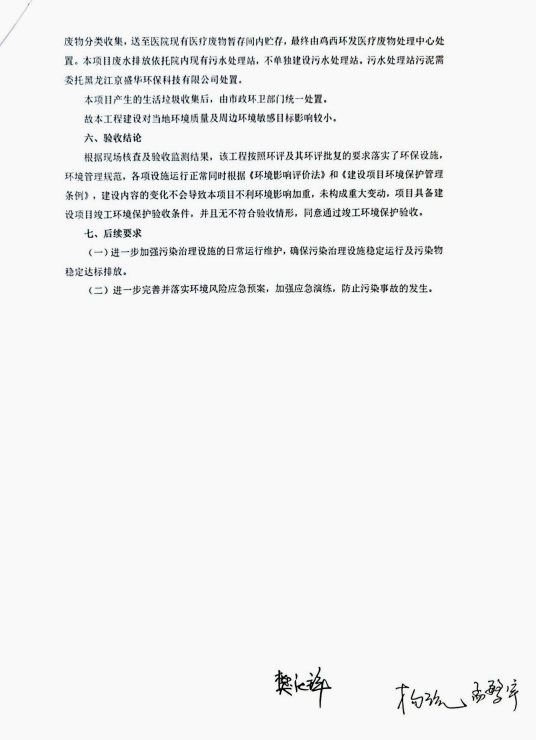 废物分类收集，送至医院现有医疗废物暂存间内贮存，最终由鸡西环发医疗废物处理中心处
置。本项目废水排放依托院内现有污水处理站，不单独建设污水处理站。污水处理站污泥需
委托黑龙江京盛华环保科技有限公司处置。
本项目产生的生活垃圾收集后，由市政环卫部门统一处置。
故本工程建设对当地环境质量及周边环境敏感目标影响较小。
六、验收结论
根据现场核查及验收监测结果，该工程按照环评及其环评批复的要求落实了环保设施，
环境管理规范，各项设施运行正常同时根据《环境影响评价法》和《建设项目环境保护管理
条例》，建设内容的变化不会导致本项目不利环境影响加重，未构成重大变动，项目具备建
设项目竣工环境保护验收条件，并且无不符合验收情形，同意通过竣工环境保护验收。
七、后续要求
（一）进一步加强污染治理设施的日常运行维护，确保污染治理设施稳定运行及污染物
稳定达标排放。
（二）进一步完善并落实环境风险应急预案，加强应急演练，防止污染事故的发生。